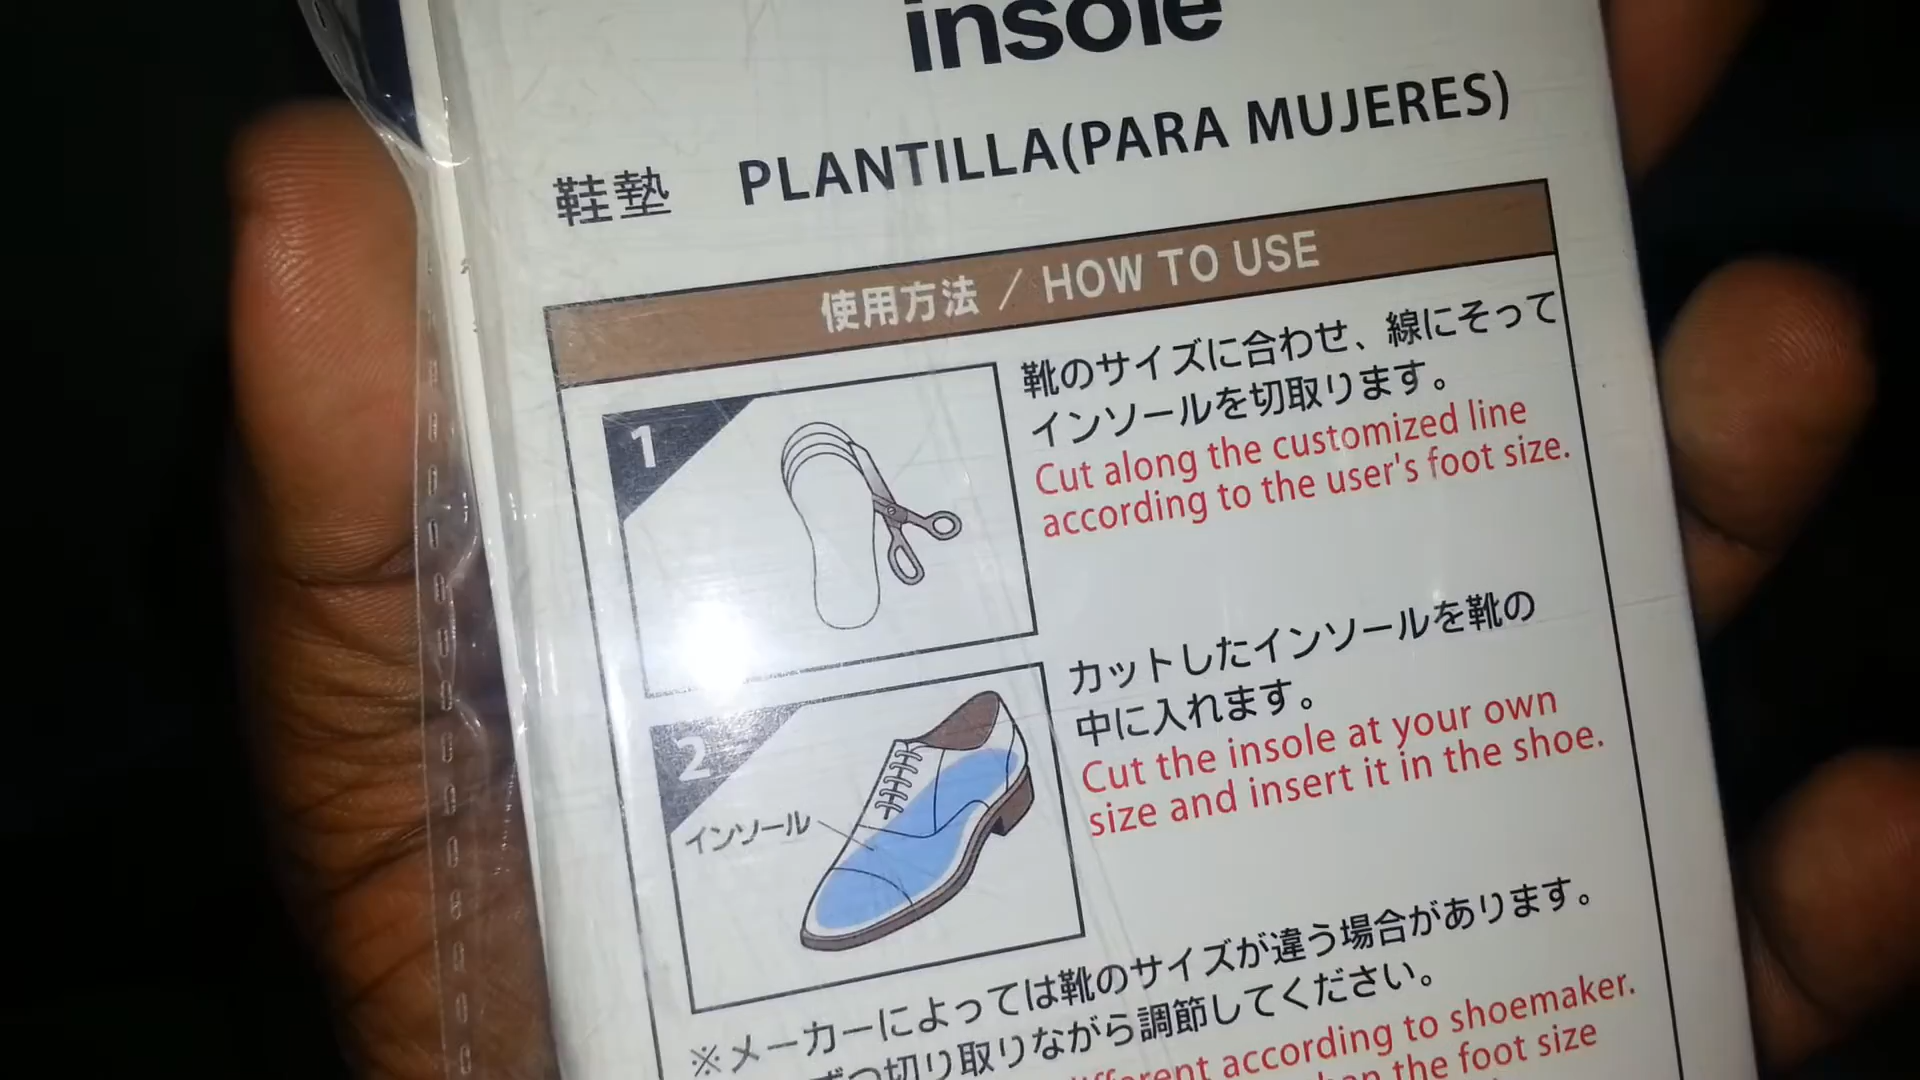 insole
鞋墊 PLANTILLA(PARA MUJERES)
使用方法 / HOW TO USE
1
靴のサイズに合わせ、線にそって
インソールを切取ります。
Cut along the customized line
according to the user's foot size.
2
インソール
カットしたインソールを靴の
中に入れます。
Cut the insole at your own
size and insert it in the shoe.
※メーカーによっては靴のサイズが違う場合があります。
ずつ切り取りながら調節してください。
according to shoemaker.
the foot size